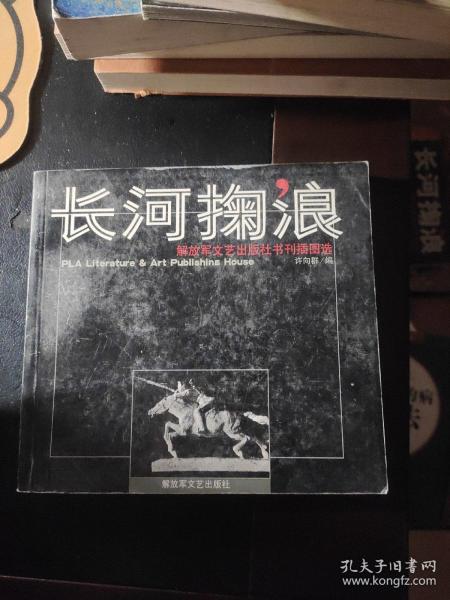 长河掬浪
解放军文艺出版社书刊插图选
PLA Literature & Art Publishing House
许向群/编
解放军文艺出版社
长河掬浪
孔夫子旧书网
www.kongfz.com